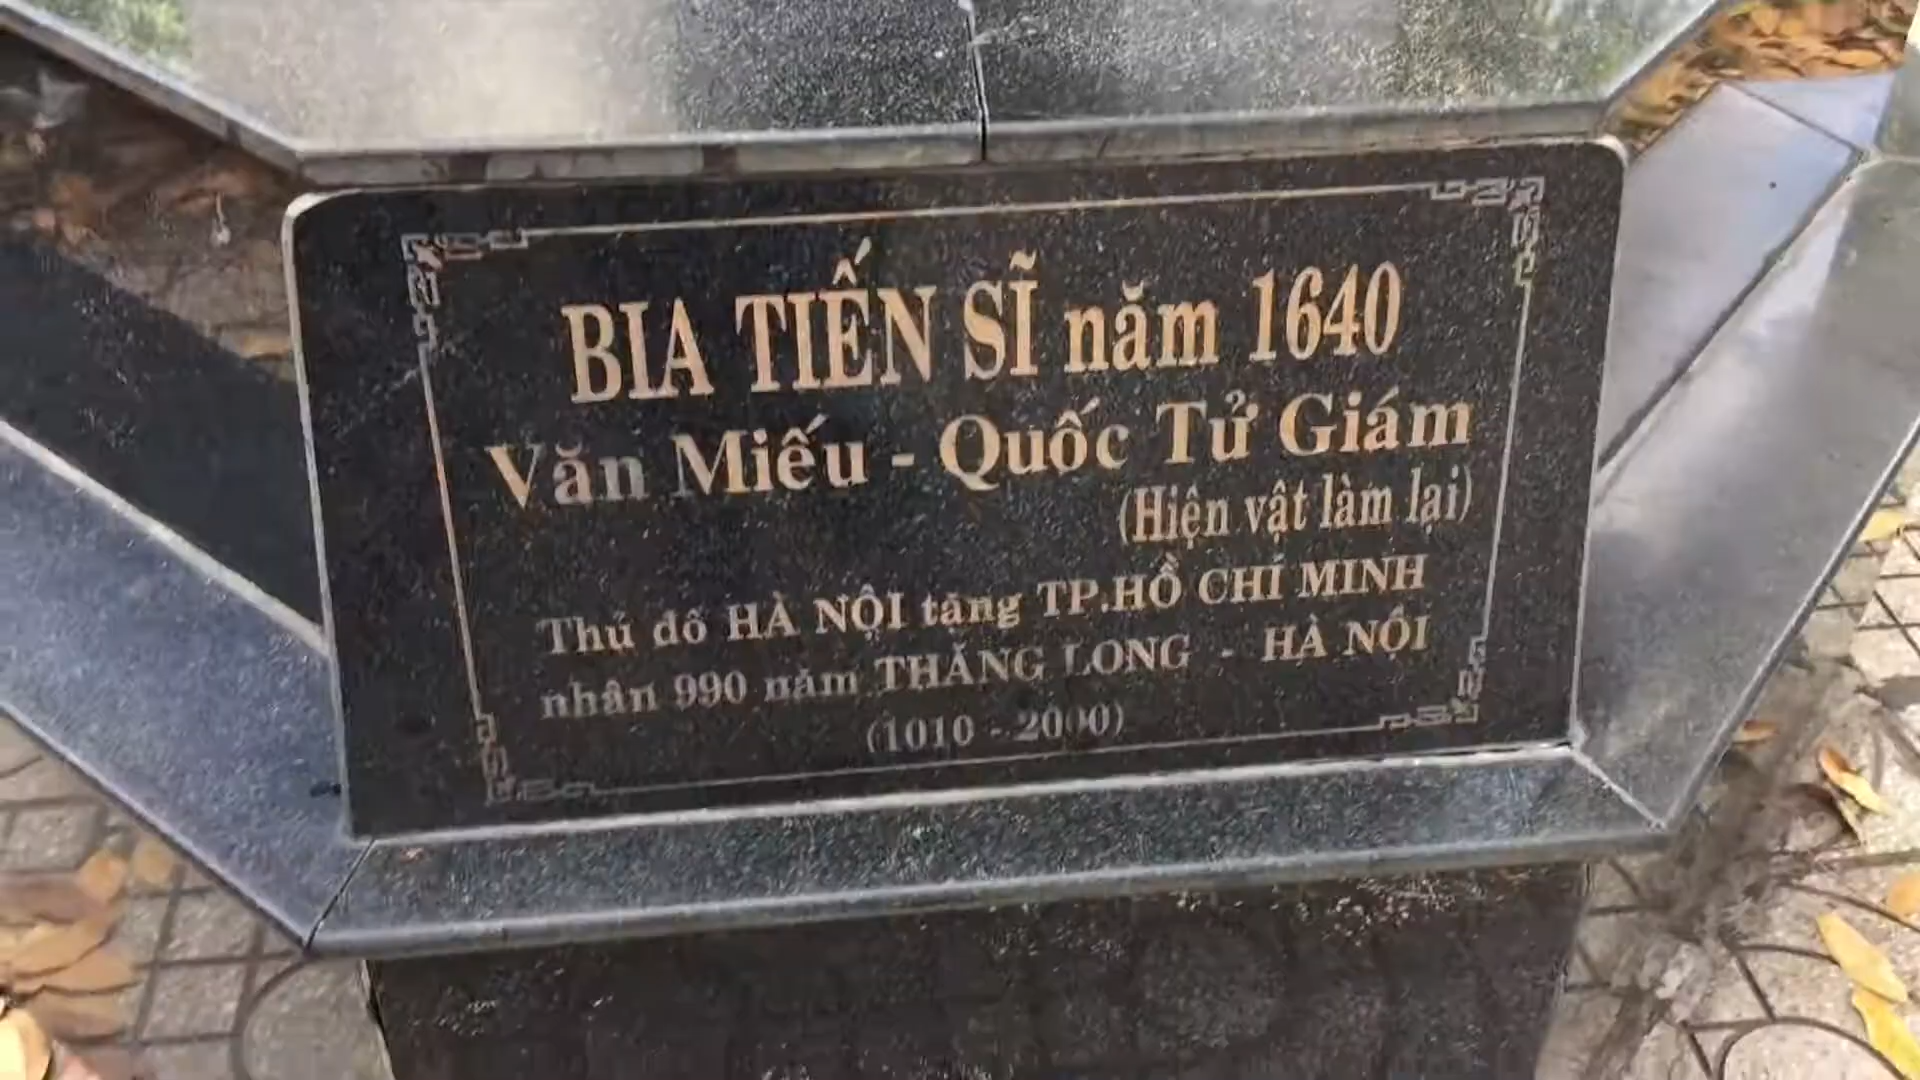 BIA TIẾN SĨ năm 1640
Văn Miếu - Quốc Tử Giám
(Hiện vật làm lại)
Thủ đô HÀ NỘI tặng TP.HỒ CHÍ MINH
nhân 990 năm THĂNG LONG - HÀ NỘI
(1010 - 2000)